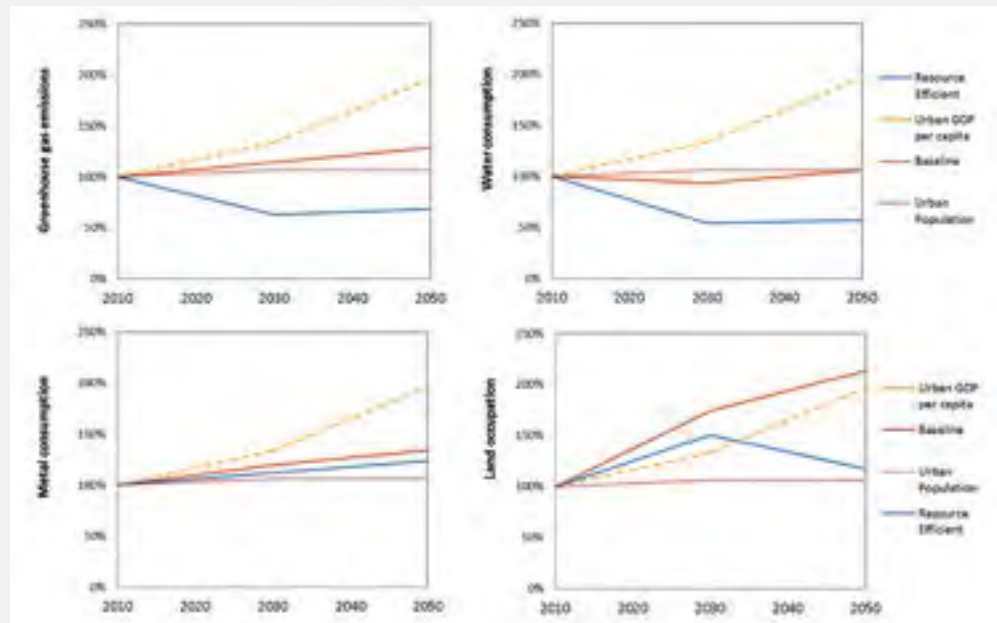 250%
200%
150%
100%
50%
0%
Greenhouse gas emissions
2010 2020 2030 2040 2050
250%
200%
150%
100%
50%
0%
Water consumption
2010 2020 2030 2040 2050
Resource
Efficient
Urban GDP
per capita
Baseline
Urban
Population
250%
200%
150%
100%
50%
0%
Metal consumption
2010 2020 2030 2040 2050
250%
200%
150%
100%
50%
0%
Land occupation
2010 2020 2030 2040 2050
Urban GDP
per capita
Baseline
Urban
Population
Resource
Efficient